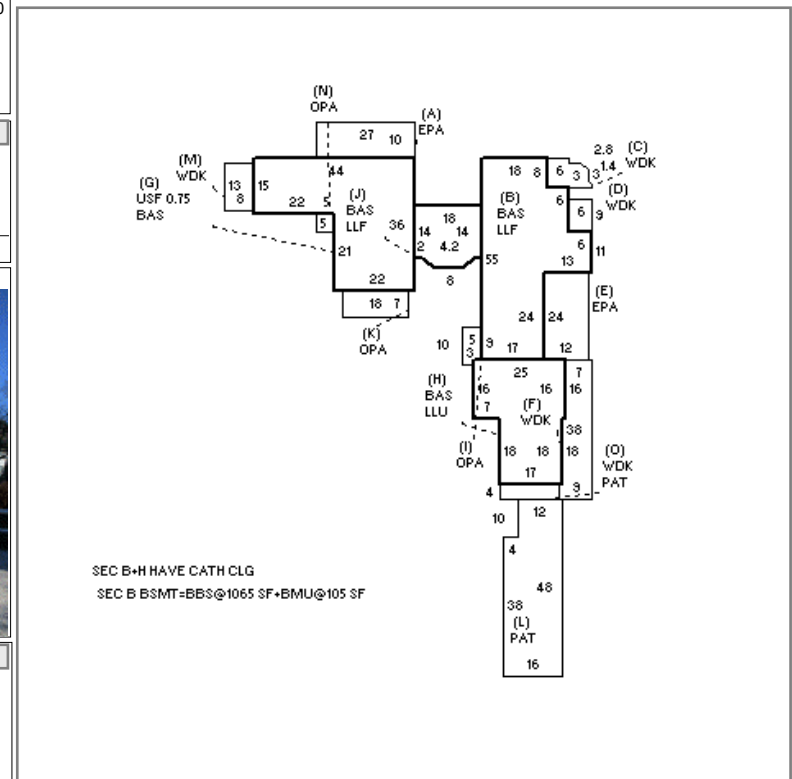 (N)
OPA
(A)
EPA
27 10
2.8
(C)
WDK
1.4
3
(M)
WDK
(G)
USF 0.75
BAS
13
8
15
44
22 5
(J)
BAS
LLF
5
36
21
22
18 7
(K)
OPA
18
14 14
2 4.2
8
18 8
6 3
(D)
WDK
(B)
BAS
LLF
6
6 9
6
13
11
55
(E)
EPA
24 24
12
10
5
3
9
17
(H)
BAS
LLU
25
7
16 16 16
7
(F)
WDK
38
(I)
OPA
18 18 18
17
(O)
WDK
PAT
4
9
10
12
4
48
38
(L)
PAT
16
SEC B+H HAVE CATH CLG
SEC B BSMT=BBS@1065 SF+BMU@105 SF